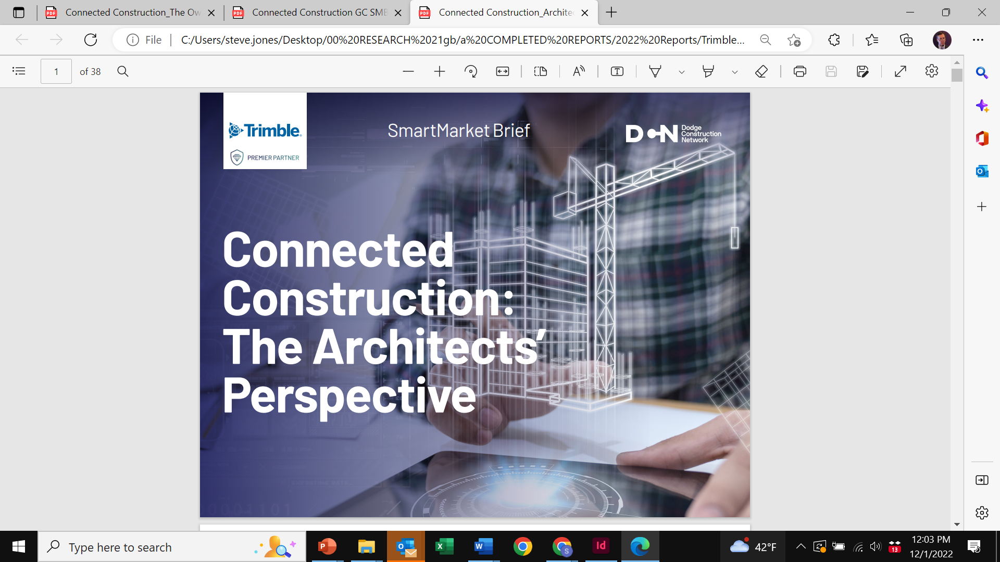 Connected Construction_The Ow
Connected Construction GC SMB
Connected Construction_Archite
File
C:/Users/steve.jones/Desktop/00%20RESEARCH%2021gb/a%20COMPLETED%20REPORTS/2022%20Reports/Trimble...
1
of 38
Trimble
PREMIER PARTNER
SmartMarket Brief
D N
Dodge
Construction
Network
Connected
Construction:
The Architects’
Perspective
Type here to search
42°F
13
12:03 PM
12/1/2022